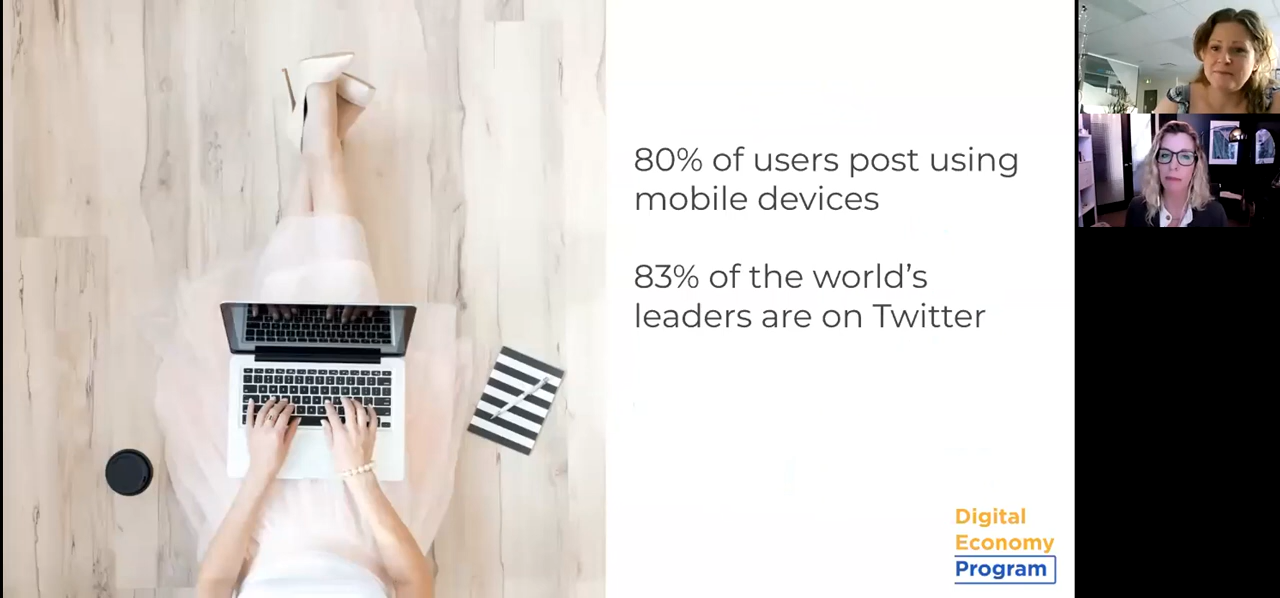 80% of users post using
mobile devices
83% of the world's
leaders are on Twitter
Digital
Economy
Program